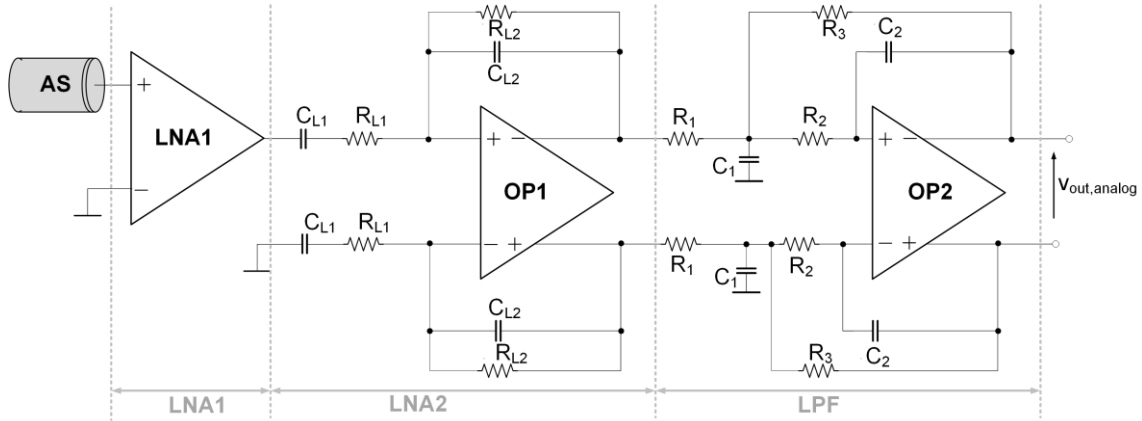 R_L2
R_3
C_2
C_L2
AS
+
LNA1
C_L1
R_L1
R_1
R_2
+
−
+
−
C_1
OP1
OP2
v_out,analog
−
C_L1
R_L1
−
+
R_1
C_1
R_2
−
+
C_L2
C_2
R_L2
R_3
LNA1
LNA2
LPF